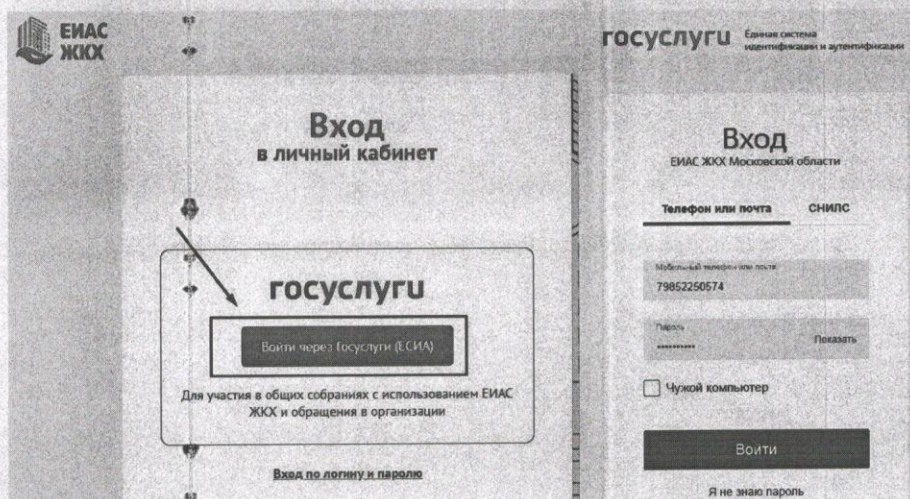 ЕИАС
ЖКХ
Вход
в личный кабинет
госуслуги
Войти через Госуслуги (ЕСИА)
Для участия в общих собраниях с использованием ЕИАС
ЖКХ и обращения в организации
Вход по логину и паролю
госуслуги
Единая система
идентификации и аутентификации
Вход
ЕИАС ЖКХ Московской области
Телефон или почта СНИЛС
Мобильный телефон или почта
79852250574
Пароль
Показать
Чужой компьютер
Войти
Я не знаю пароль